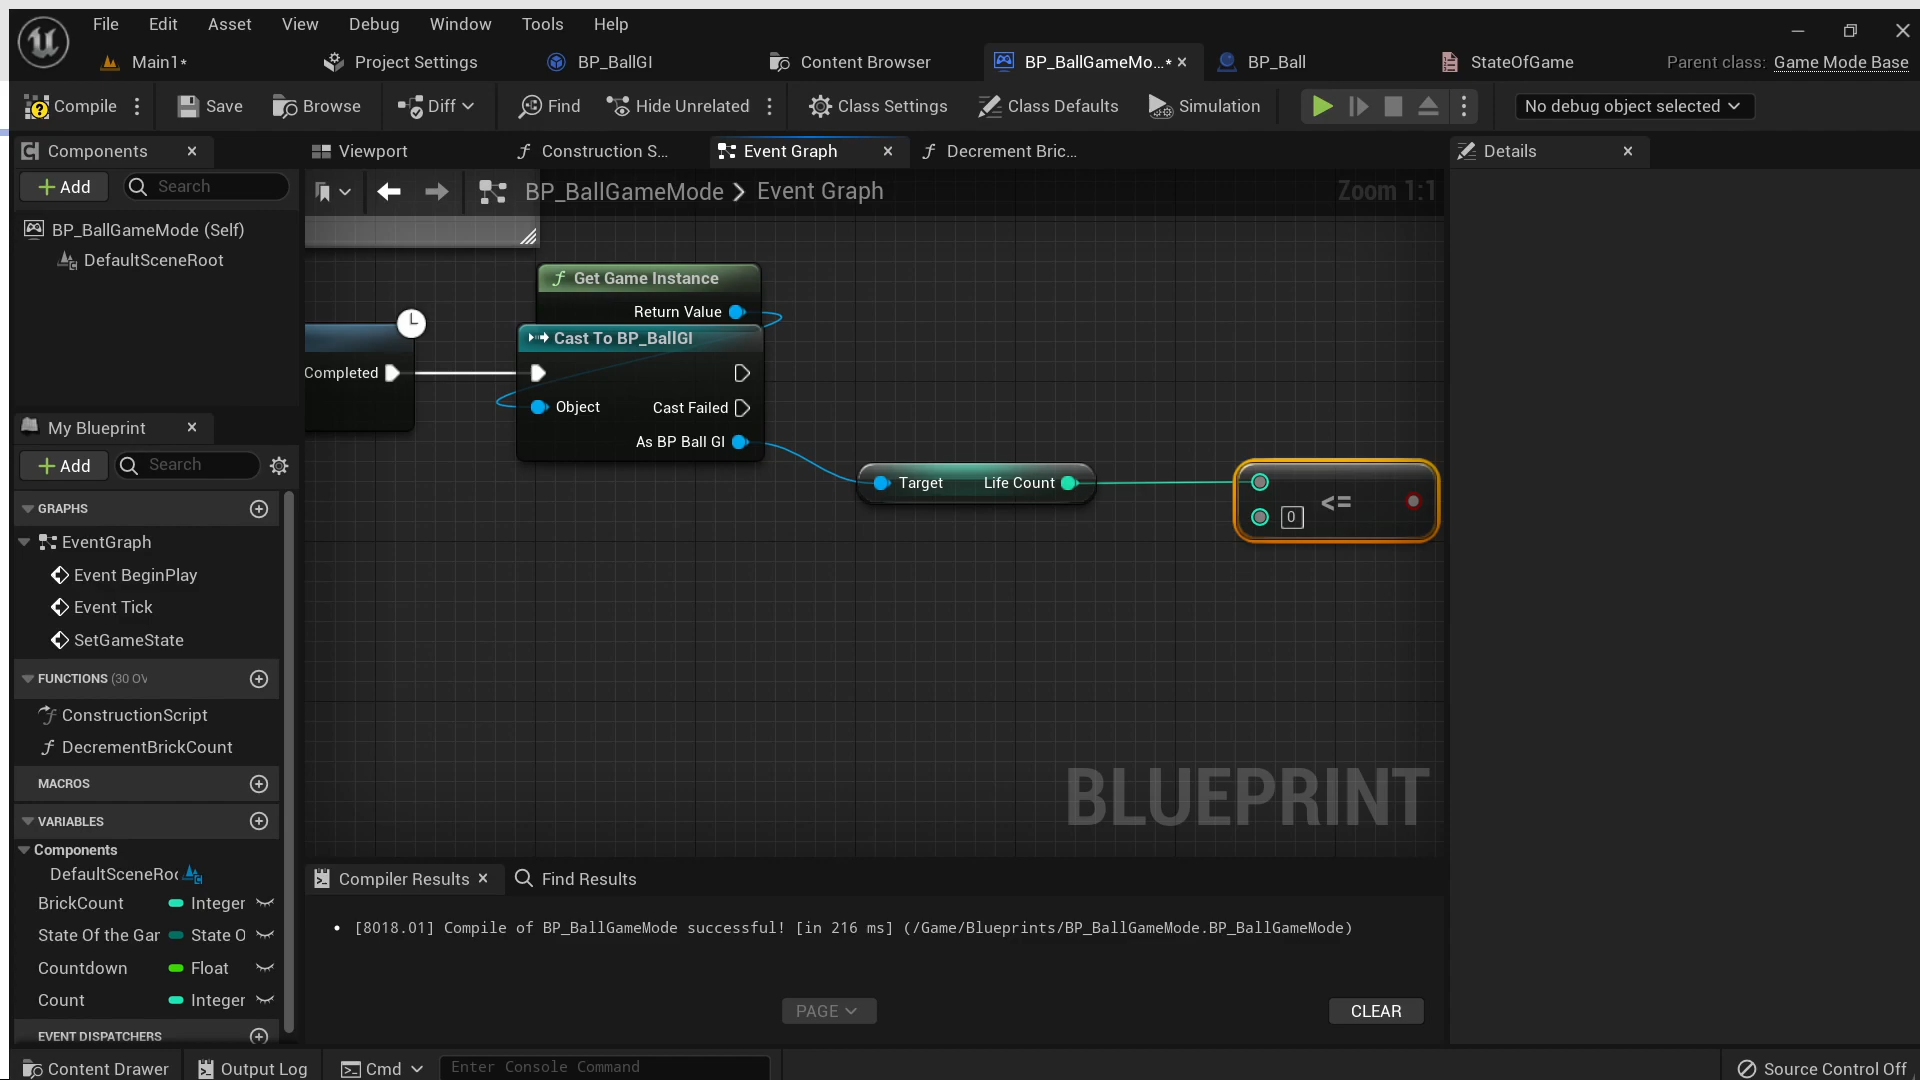 File Edit Asset View Debug Window Tools Help
Main1* Project Settings BP_BallGI Content Browser BP_BallGameMo...* BP_Ball StateOfGame Parent class: Game Mode Base
Compile Save Browse Diff Find Hide Unrelated Class Settings Class Defaults Simulation No debug object selected
Components Viewport Construction S... Event Graph Decrement Bric... Details
Add Search BP_BallGameMode Event Graph Zoom 1:1
BP_BallGameMode (Self)
DefaultSceneRoot
Get Game Instance
Return Value
Cast To BP_BallGI
Completed
Object Cast Failed
As BP Ball GI
Target Life Count
<=
0
My Blueprint
Add Search
GRAPHS
EventGraph
Event BeginPlay
Event Tick
SetGameState
FUNCTIONS (30 OV
ConstructionScript
DecrementBrickCount
MACROS
VARIABLES
Components
DefaultSceneRoo
BrickCount Integer
State Of the Gar State O
Countdown Float
Count Integer
EVENT DISPATCHERS
BLUEPRINT
Compiler Results Find Results
• [8018.01] Compile of BP_BallGameMode successful! [in 216 ms] (/Game/Blueprints/BP_BallGameMode.BP_BallGameMode)
PAGE CLEAR
Content Drawer Output Log Cmd Enter Console Command Source Control Off